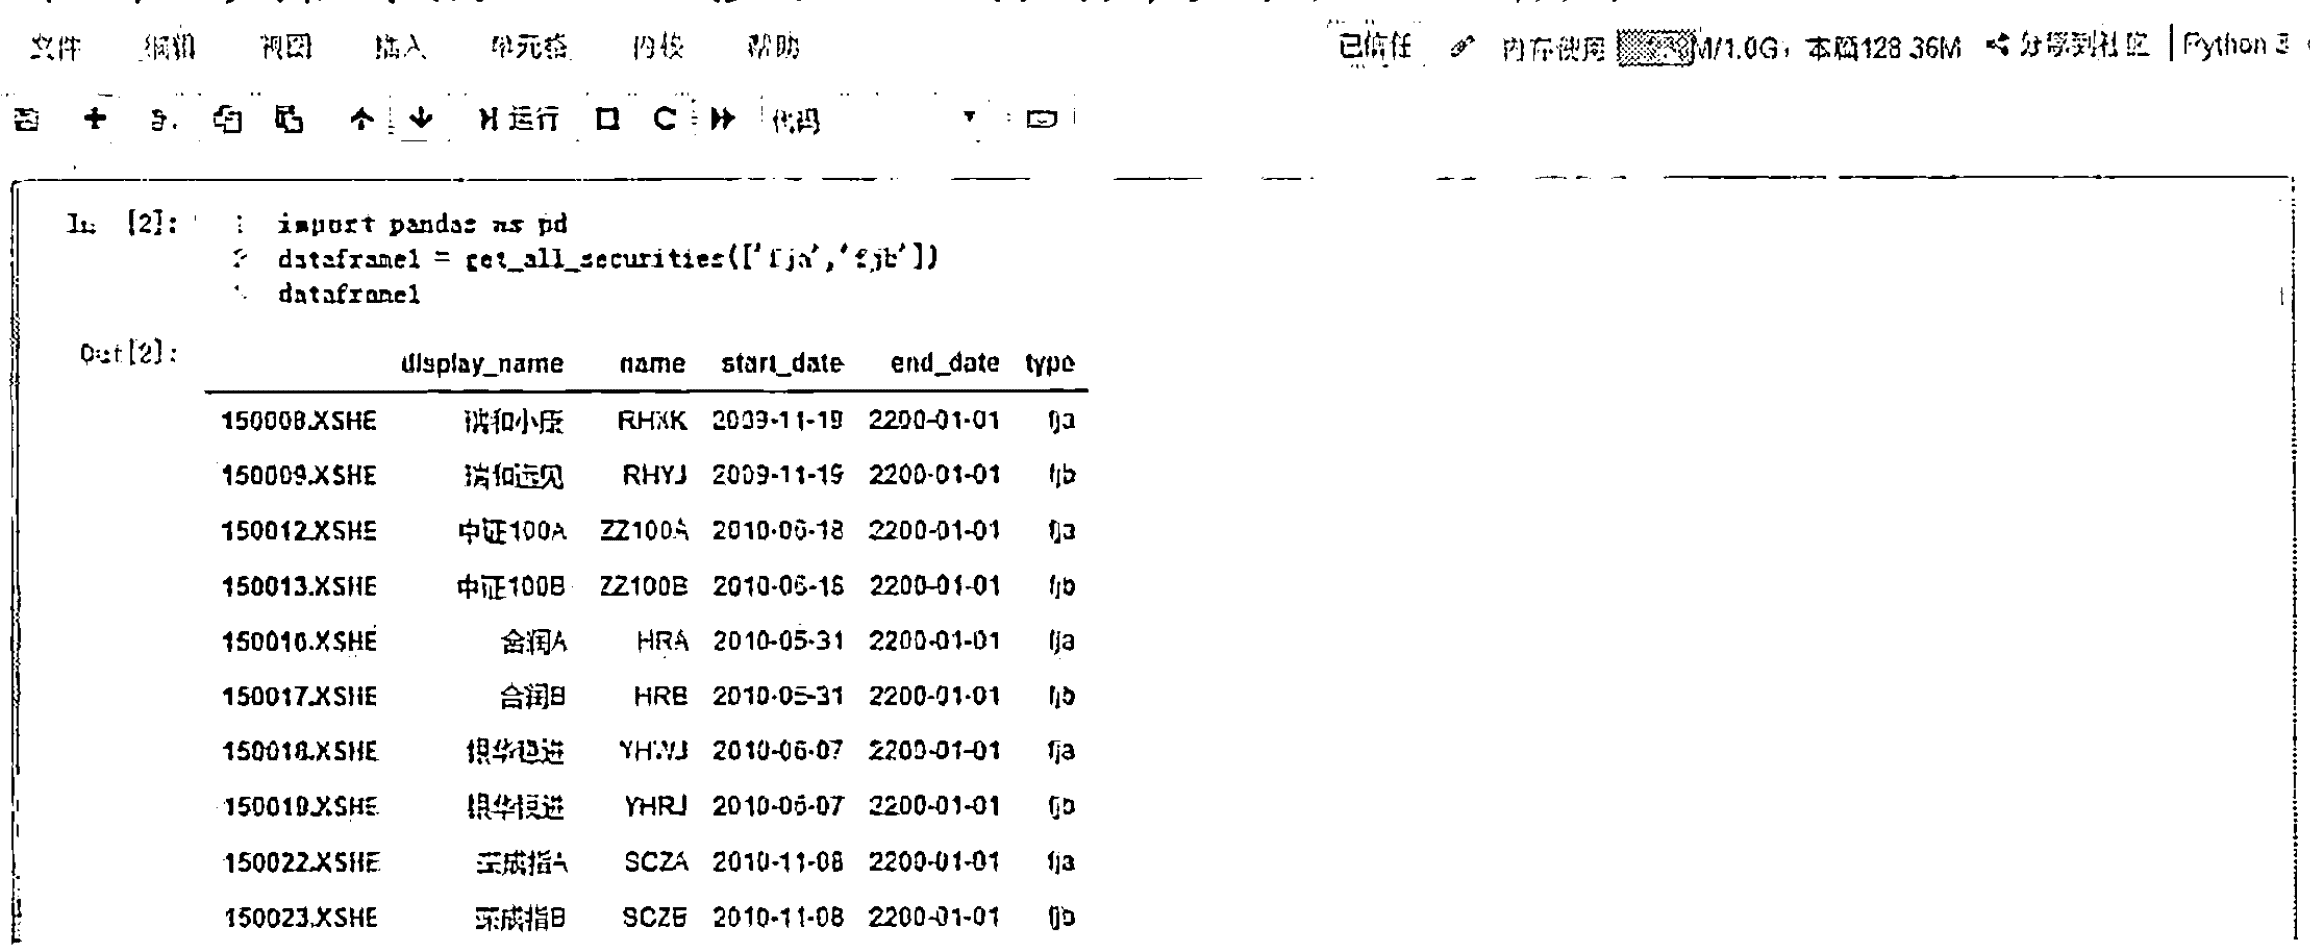 文件 编辑 视图 插入 单元格 内核 帮助 已信任 内存使用 M/1.0G, 本篇128.36M 分享到社区 Python 3
运行 代码
In [2]: 1 import pandas as pd
2 dataframe1 = get_all_securities(['fja','fjb'])
3 dataframe1
Out[2]:
display_name name start_date end_date type
150008.XSHE 瑞和小康 RHXK 2009-11-19 2200-01-01 fja
150009.XSHE 瑞和远见 RHYJ 2009-11-19 2200-01-01 fjb
150012.XSHE 中证100A ZZ100A 2010-06-18 2200-01-01 fja
150013.XSHE 中证100B ZZ100B 2010-06-18 2200-01-01 fjb
150016.XSHE 合润A HRA 2010-05-31 2200-01-01 fja
150017.XSHE 合润B HRB 2010-05-31 2200-01-01 fjb
150018.XSHE 银华稳进 YHWJ 2010-06-07 2200-01-01 fja
150019.XSHE 银华锐进 YHRJ 2010-06-07 2200-01-01 fjb
150022.XSHE 深成指A SCZA 2010-11-08 2200-01-01 fja
150023.XSHE 深成指B SCZB 2010-11-08 2200-01-01 fjb